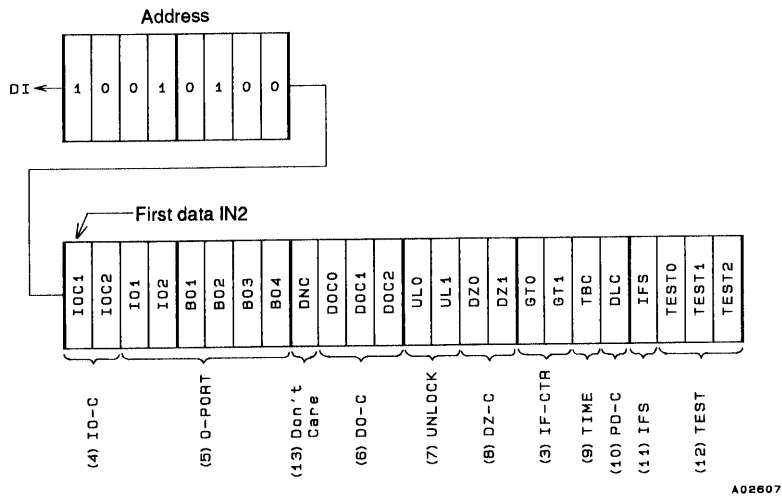 Address
DI 1 0 0 1 0 1 0 0
First data IN2
IOC1 IOC2 IO1 IO2 BO1 BO2 BO3 BO4 DNC DOC0 DOC1 DOC2 UL0 UL1 DZ0 DZ1 GT0 GT1 TBC DLC IFS TEST0 TEST1 TEST2
(4) IO-C
(5) O-PORT
(13) Don't
Care
(6) DO-C
(7) UNLOCK
(8) DZ-C
(3) IF-CTR
(9) TIME
(10) PD-C
(11) IFS
(12) TEST
A02607